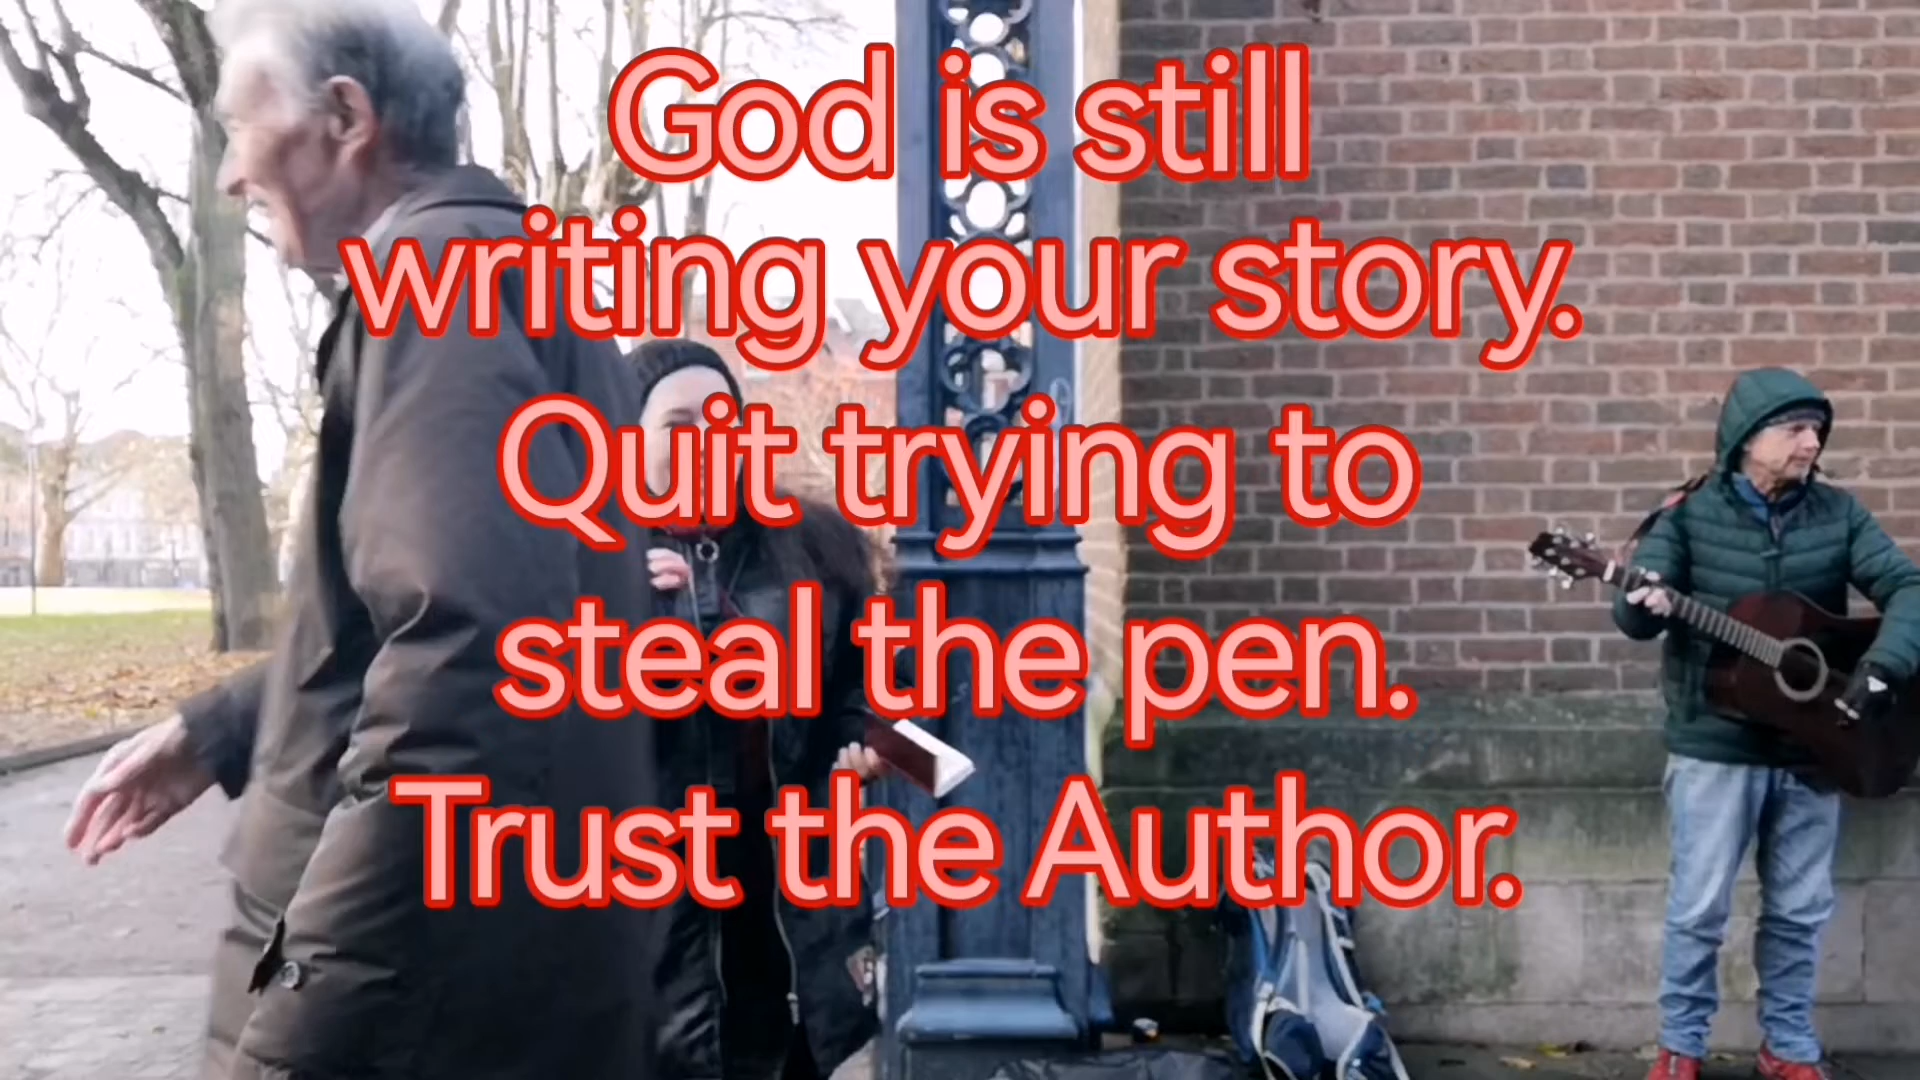 God is still
writing your story.
Quit trying to
steal the pen.
Trust the Author.